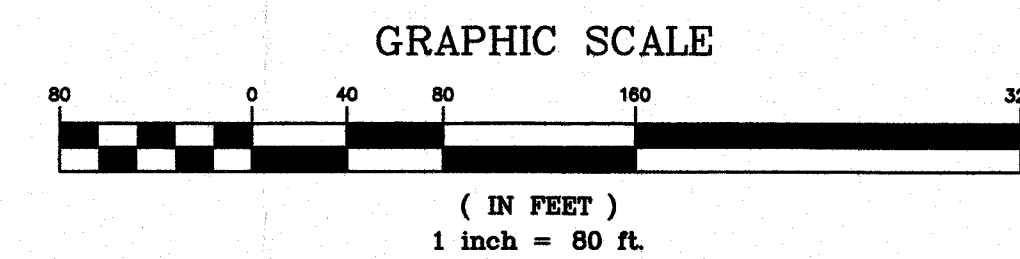 GRAPHIC SCALE
80 0 40 80 160
( IN FEET )
1 inch = 80 ft.